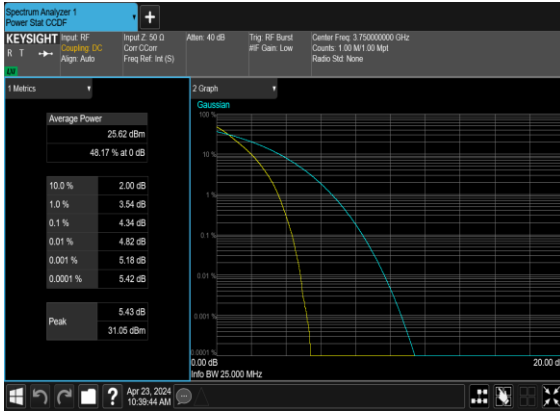 Spectrum Analyzer 1
Power Stat CCDF
KEYSIGHT
R T
LXI
Input: RF
Coupling: DC
Align: Auto
Input Z: 50 Ω
Corr CCorr
Freq Ref: Int (S)
Atten: 40 dB
Trig: RF Burst
#IF Gain: Low
Center Freq: 3.750000000 GHz
Counts: 1.00 M/1.00 Mpt
Radio Std: None
1 Metrics
Average Power
25.62 dBm
48.17 % at 0 dB
10.0 % 2.00 dB
1.0 % 3.54 dB
0.1 % 4.34 dB
0.01 % 4.82 dB
0.001 % 5.18 dB
0.0001 % 5.42 dB
Peak
5.43 dB
31.05 dBm
2 Graph
Gaussian
100 %
10 %
1 %
0.1 %
0.01 %
0.001 %
0.0001 %
0.00 dB
20.00 d
Info BW 25.000 MHz
?
Apr 23, 2024
10:39:44 AM